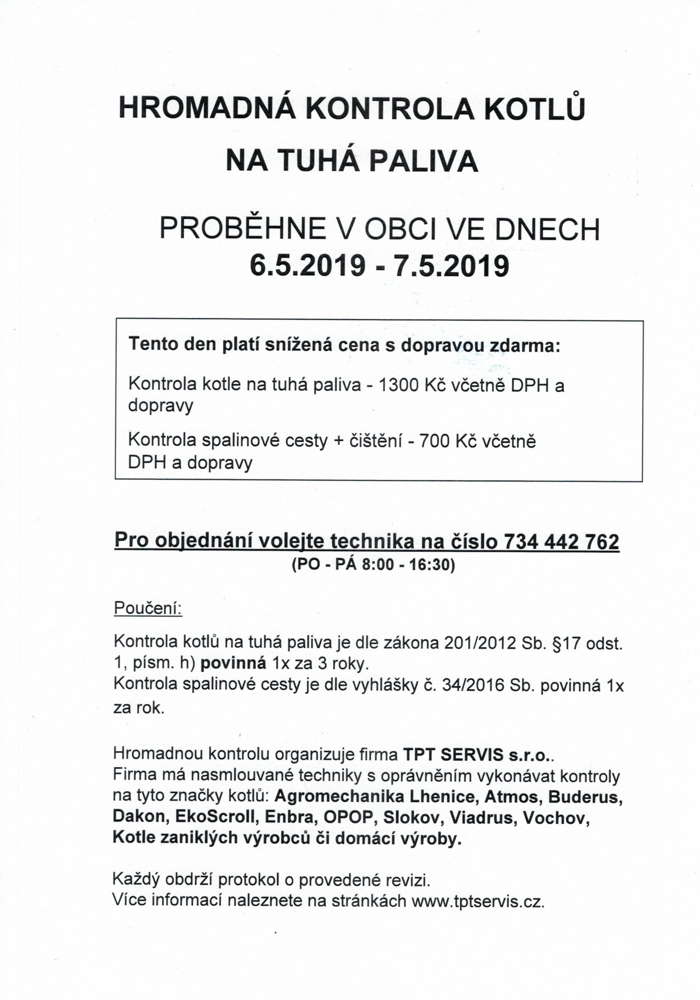 HROMADNÁ KONTROLA KOTLŮ
NA TUHÁ PALIVA
PROBĚHNE V OBCI VE DNECH
6.5.2019 - 7.5.2019
Tento den platí snížená cena s dopravou zdarma:
Kontrola kotle na tuhá paliva - 1300 Kč včetně DPH a
dopravy
Kontrola spalinové cesty + čištění - 700 Kč včetně
DPH a dopravy
Pro objednání volejte technika na číslo 734 442 762
(PO - PÁ 8:00 - 16:30)
Poučení:
Kontrola kotlů na tuhá paliva je dle zákona 201/2012 Sb. §17 odst.
1, písm. h) povinná 1x za 3 roky.
Kontrola spalinové cesty je dle vyhlášky č. 34/2016 Sb. povinná 1x
za rok.
Hromadnou kontrolu organizuje firma TPT SERVIS s.r.o..
Firma má nasmlouvané techniky s oprávněním vykonávat kontroly
na tyto značky kotlů: Agromechanika Lhenice, Atmos, Buderus,
Dakon, EkoScroll, Enbra, OPOP, Slokov, Viadrus, Vochov,
Kotle zaniklých výrobců či domácí výroby.
Každý obdrží protokol o provedené revizi.
Více informací naleznete na stránkách www.tptservis.cz.